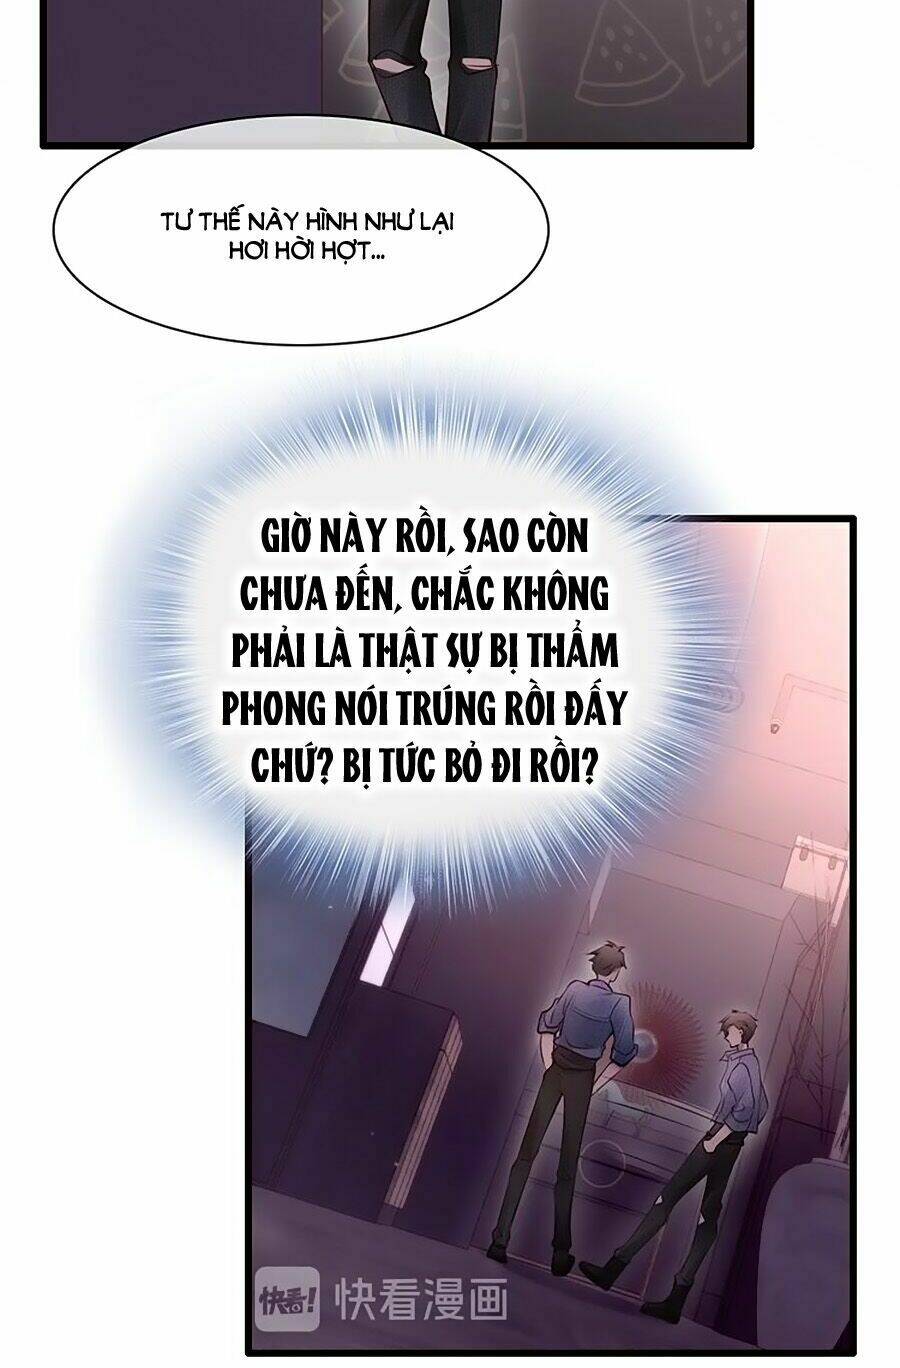 TƯ THẾ NÀY HÌNH NHƯ LẠI
HƠI HỜI HỢT...
GIỜ NÀY RỒI, SAO CÒN
CHƯA ĐẾN, CHẮC KHÔNG
PHẢI LÀ THẬT SỰ BỊ THẨM
PHONG NÓI TRÚNG RỒI ĐẤY
CHỨ? BỊ TỨC BỎ ĐI RỒI?
快看! 快看漫画